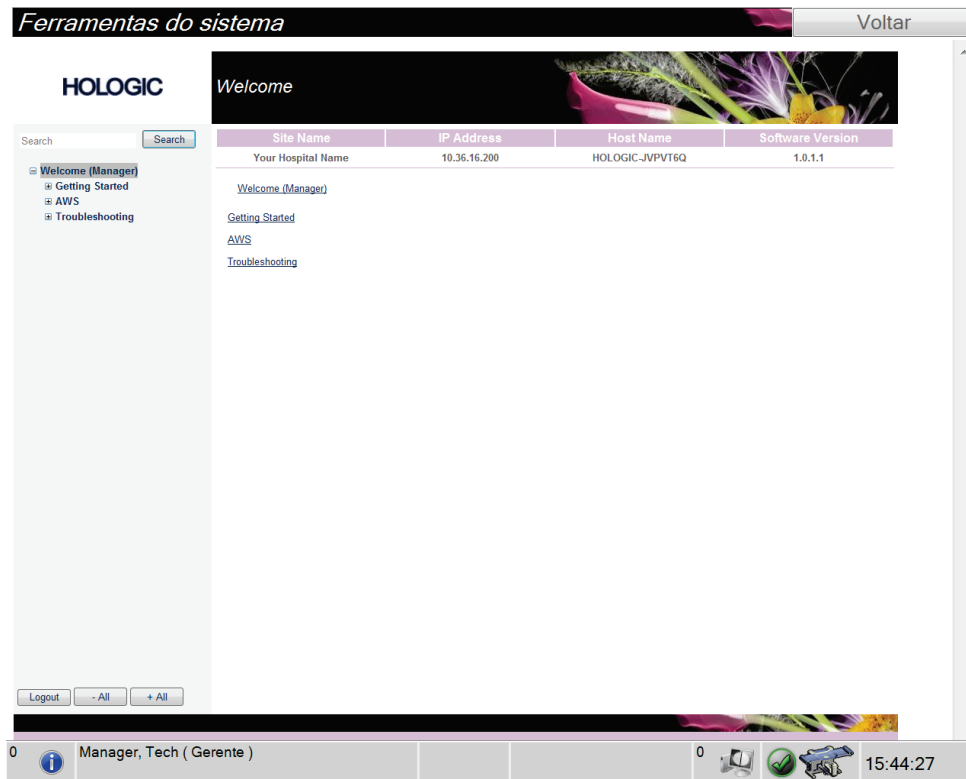 Ferramentas do sistema
Voltar
HOLOGIC
Welcome
Search
Search
Site Name IP Address Host Name Software Version
Your Hospital Name 10.36.16.200 HOLOGIC-JVPVT6Q 1.0.1.1
Welcome (Manager)
Getting Started
AWS
Troubleshooting
Welcome (Manager)
Getting Started
AWS
Troubleshooting
Logout - All + All
0 Manager, Tech ( Gerente ) 0 15:44:27